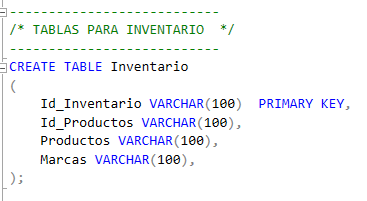 ----------------------------
/* TABLAS PARA INVENTARIO  */
----------------------------
CREATE TABLE Inventario
(
    Id_Inventario VARCHAR(100)  PRIMARY KEY,
    Id_Productos VARCHAR(100),
    Productos VARCHAR(100),
    Marcas VARCHAR(100),
);